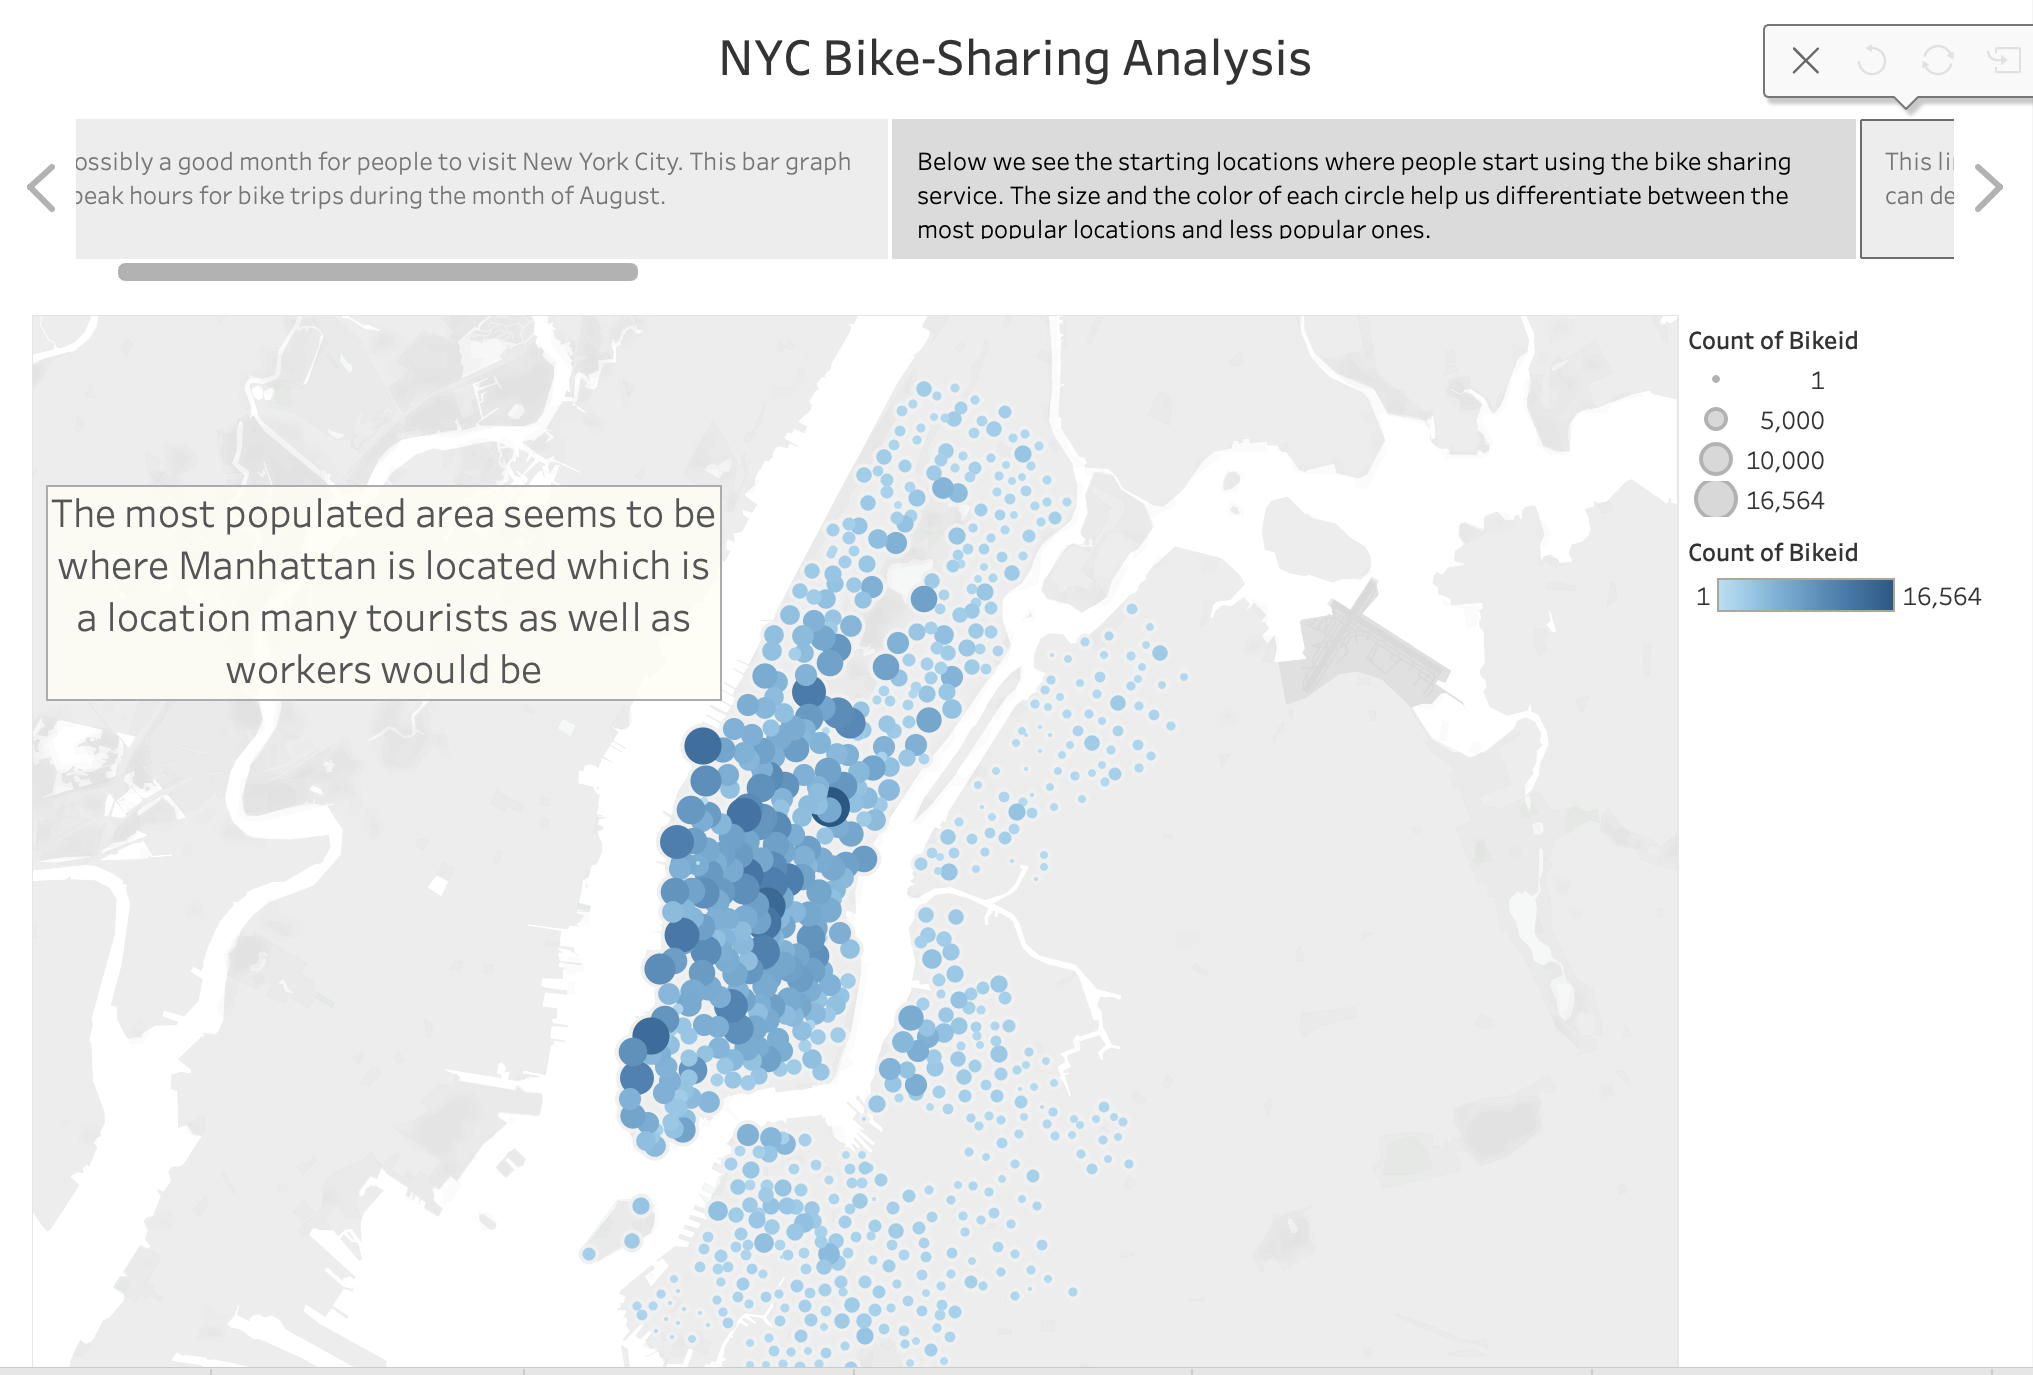 NYC Bike-Sharing Analysis
ossibly a good month for people to visit New York City. This bar graph
peak hours for bike trips during the month of August.
Below we see the starting locations where people start using the bike sharing
service. The size and the color of each circle help us differentiate between the
most popular locations and less popular ones.
This li
can de
The most populated area seems to be
where Manhattan is located which is
a location many tourists as well as
workers would be
Count of Bikeid
1
5,000
10,000
16,564
Count of Bikeid
1 16,564